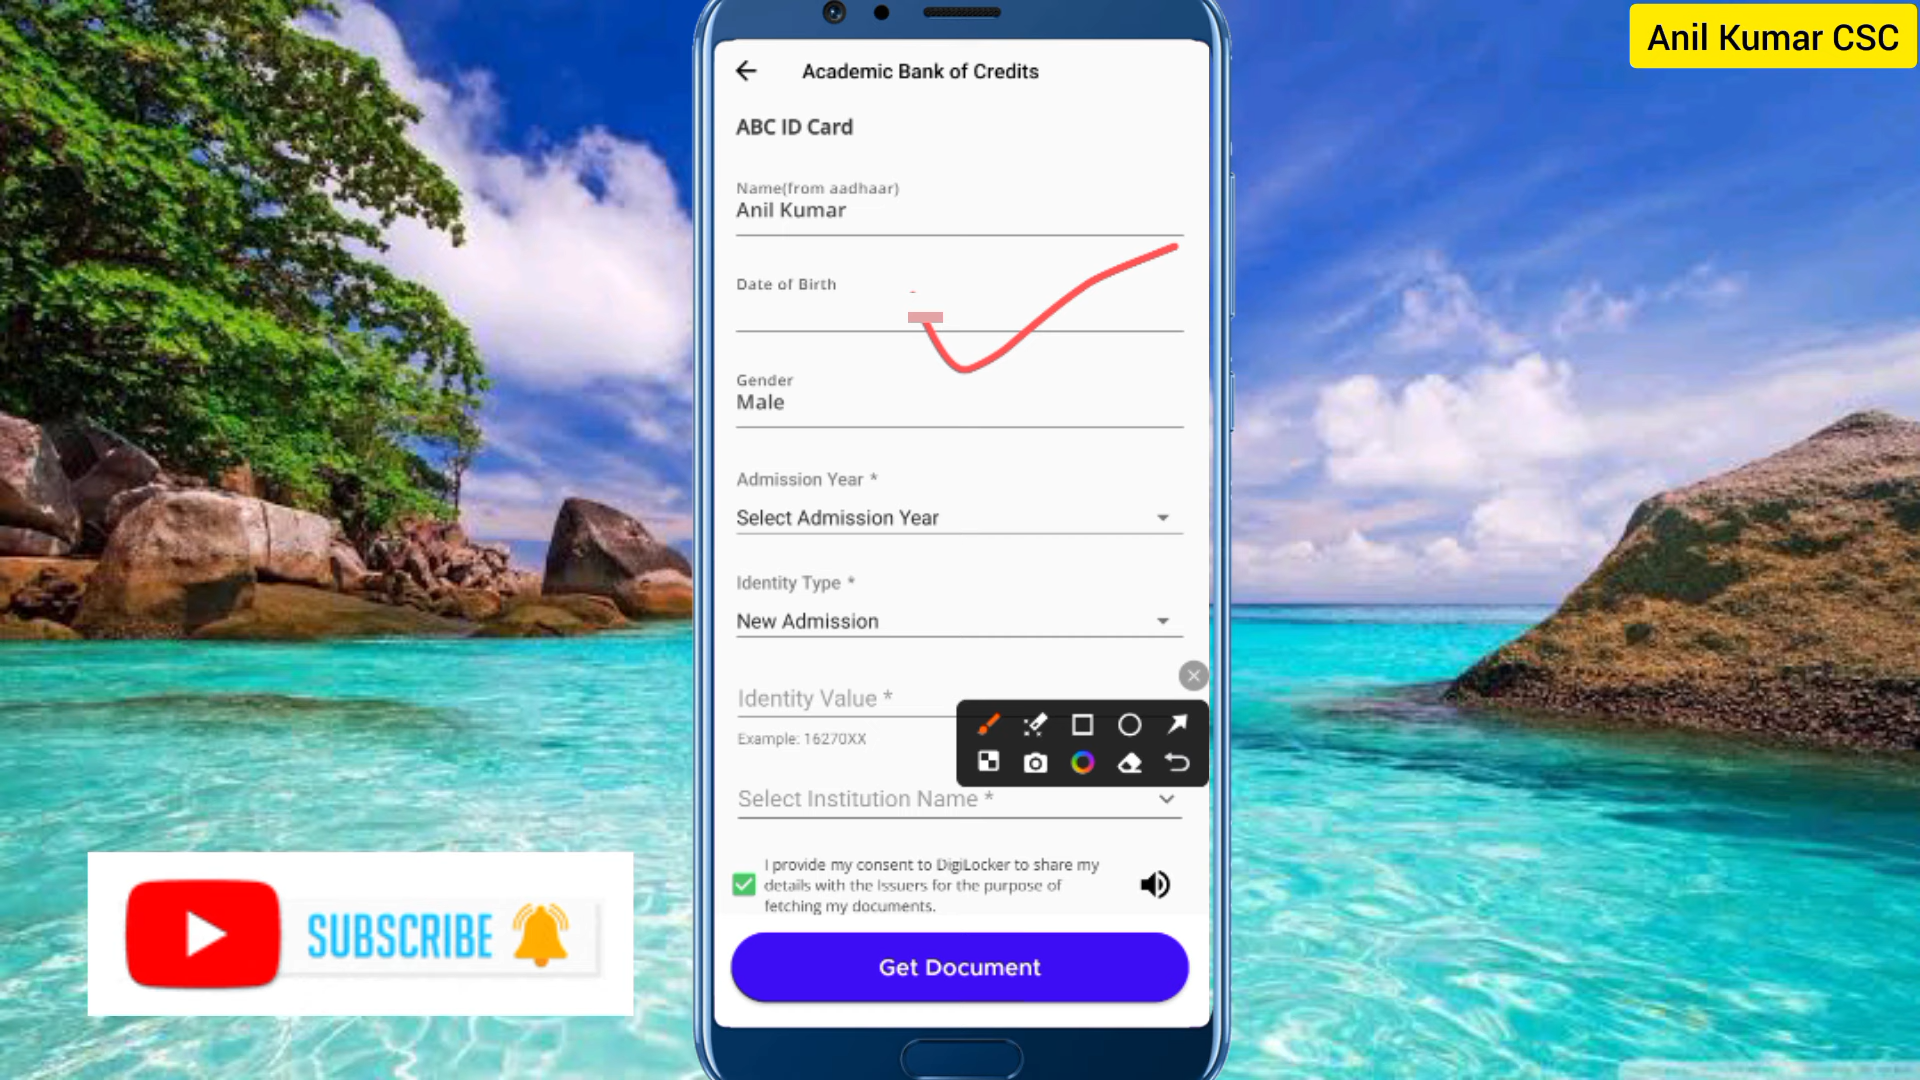 Anil Kumar CSC
Academic Bank of Credits
ABC ID Card
Name(from aadhaar)
Anil Kumar
Date of Birth
Gender
Male
Admission Year *
Select Admission Year
Identity Type *
New Admission
Identity Value *
Example: 16270XX
Select Institution Name *
I provide my consent to DigiLocker to share my
details with the Issuers for the purpose of
fetching my documents.
Get Document
SUBSCRIBE